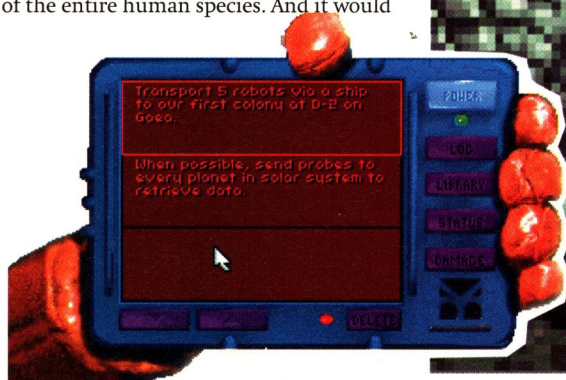 of the entire human species. And it would
Transport 5 robots via a ship
to our first colony at D-2 on
Gaea.
When possible, send probes to
every planet in solar system to
retrieve data.
POWER
LOG
LIBRARY
STATUS
DAMAGE
DELETE